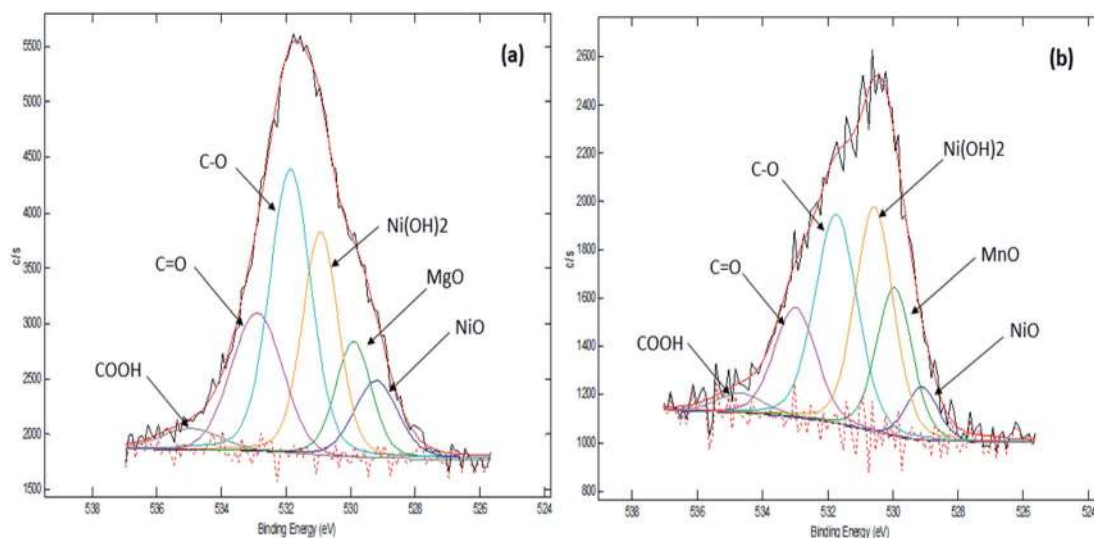 (a)
5500
5000
4500
4000
3500
3000
2500
2000
1500
c/s
C-O
Ni(OH)2
C=O
MgO
NiO
COOH
538 536 534 532 530 528 526 524
Binding Energy (eV)
(b)
2600
2400
2200
2000
1800
1600
1400
1200
1000
800
c/s
Ni(OH)2
C-O
MnO
C=O
NiO
COOH
538 536 534 532 530 528 526 524
Binding Energy (eV)